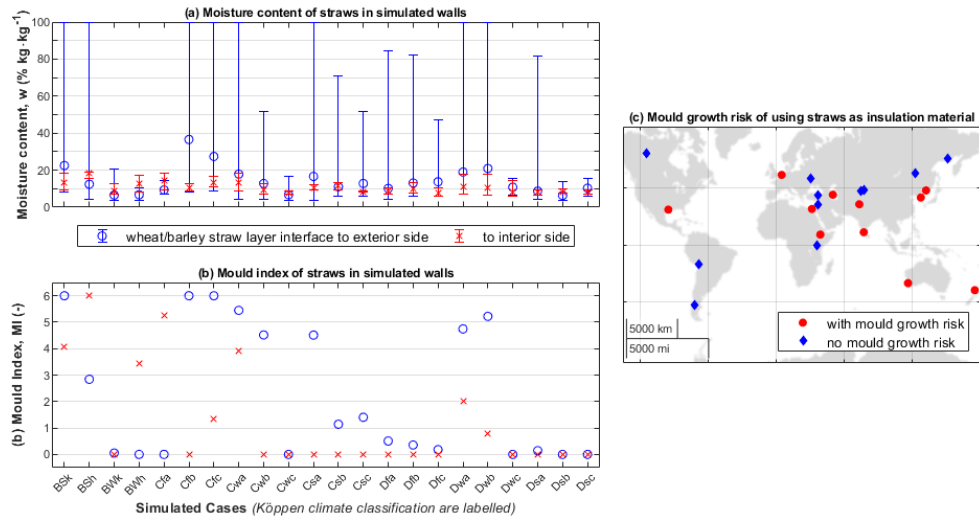 (a) Moisture content of straws in simulated walls
Moisture content, w (% kg·kg⁻¹)
100
80
60
40
20
0
wheat/barley straw layer interface to exterior side
to interior side
(b) Mould index of straws in simulated walls
(b) Mould Index, MI (-)
6
5
4
3
2
1
0
BSk
BSh
BWk
BWh
Cfa
Cfb
Cfc
Cwa
Cwb
Cwc
Csa
Csb
Csc
Dfa
Dfb
Dfc
Dwa
Dwb
Dwc
Dsa
Dsb
Dsc
Simulated Cases (Köppen climate classification are labelled)
(c) Mould growth risk of using straws as insulation material
5000 km
5000 mi
with mould growth risk
no mould growth risk